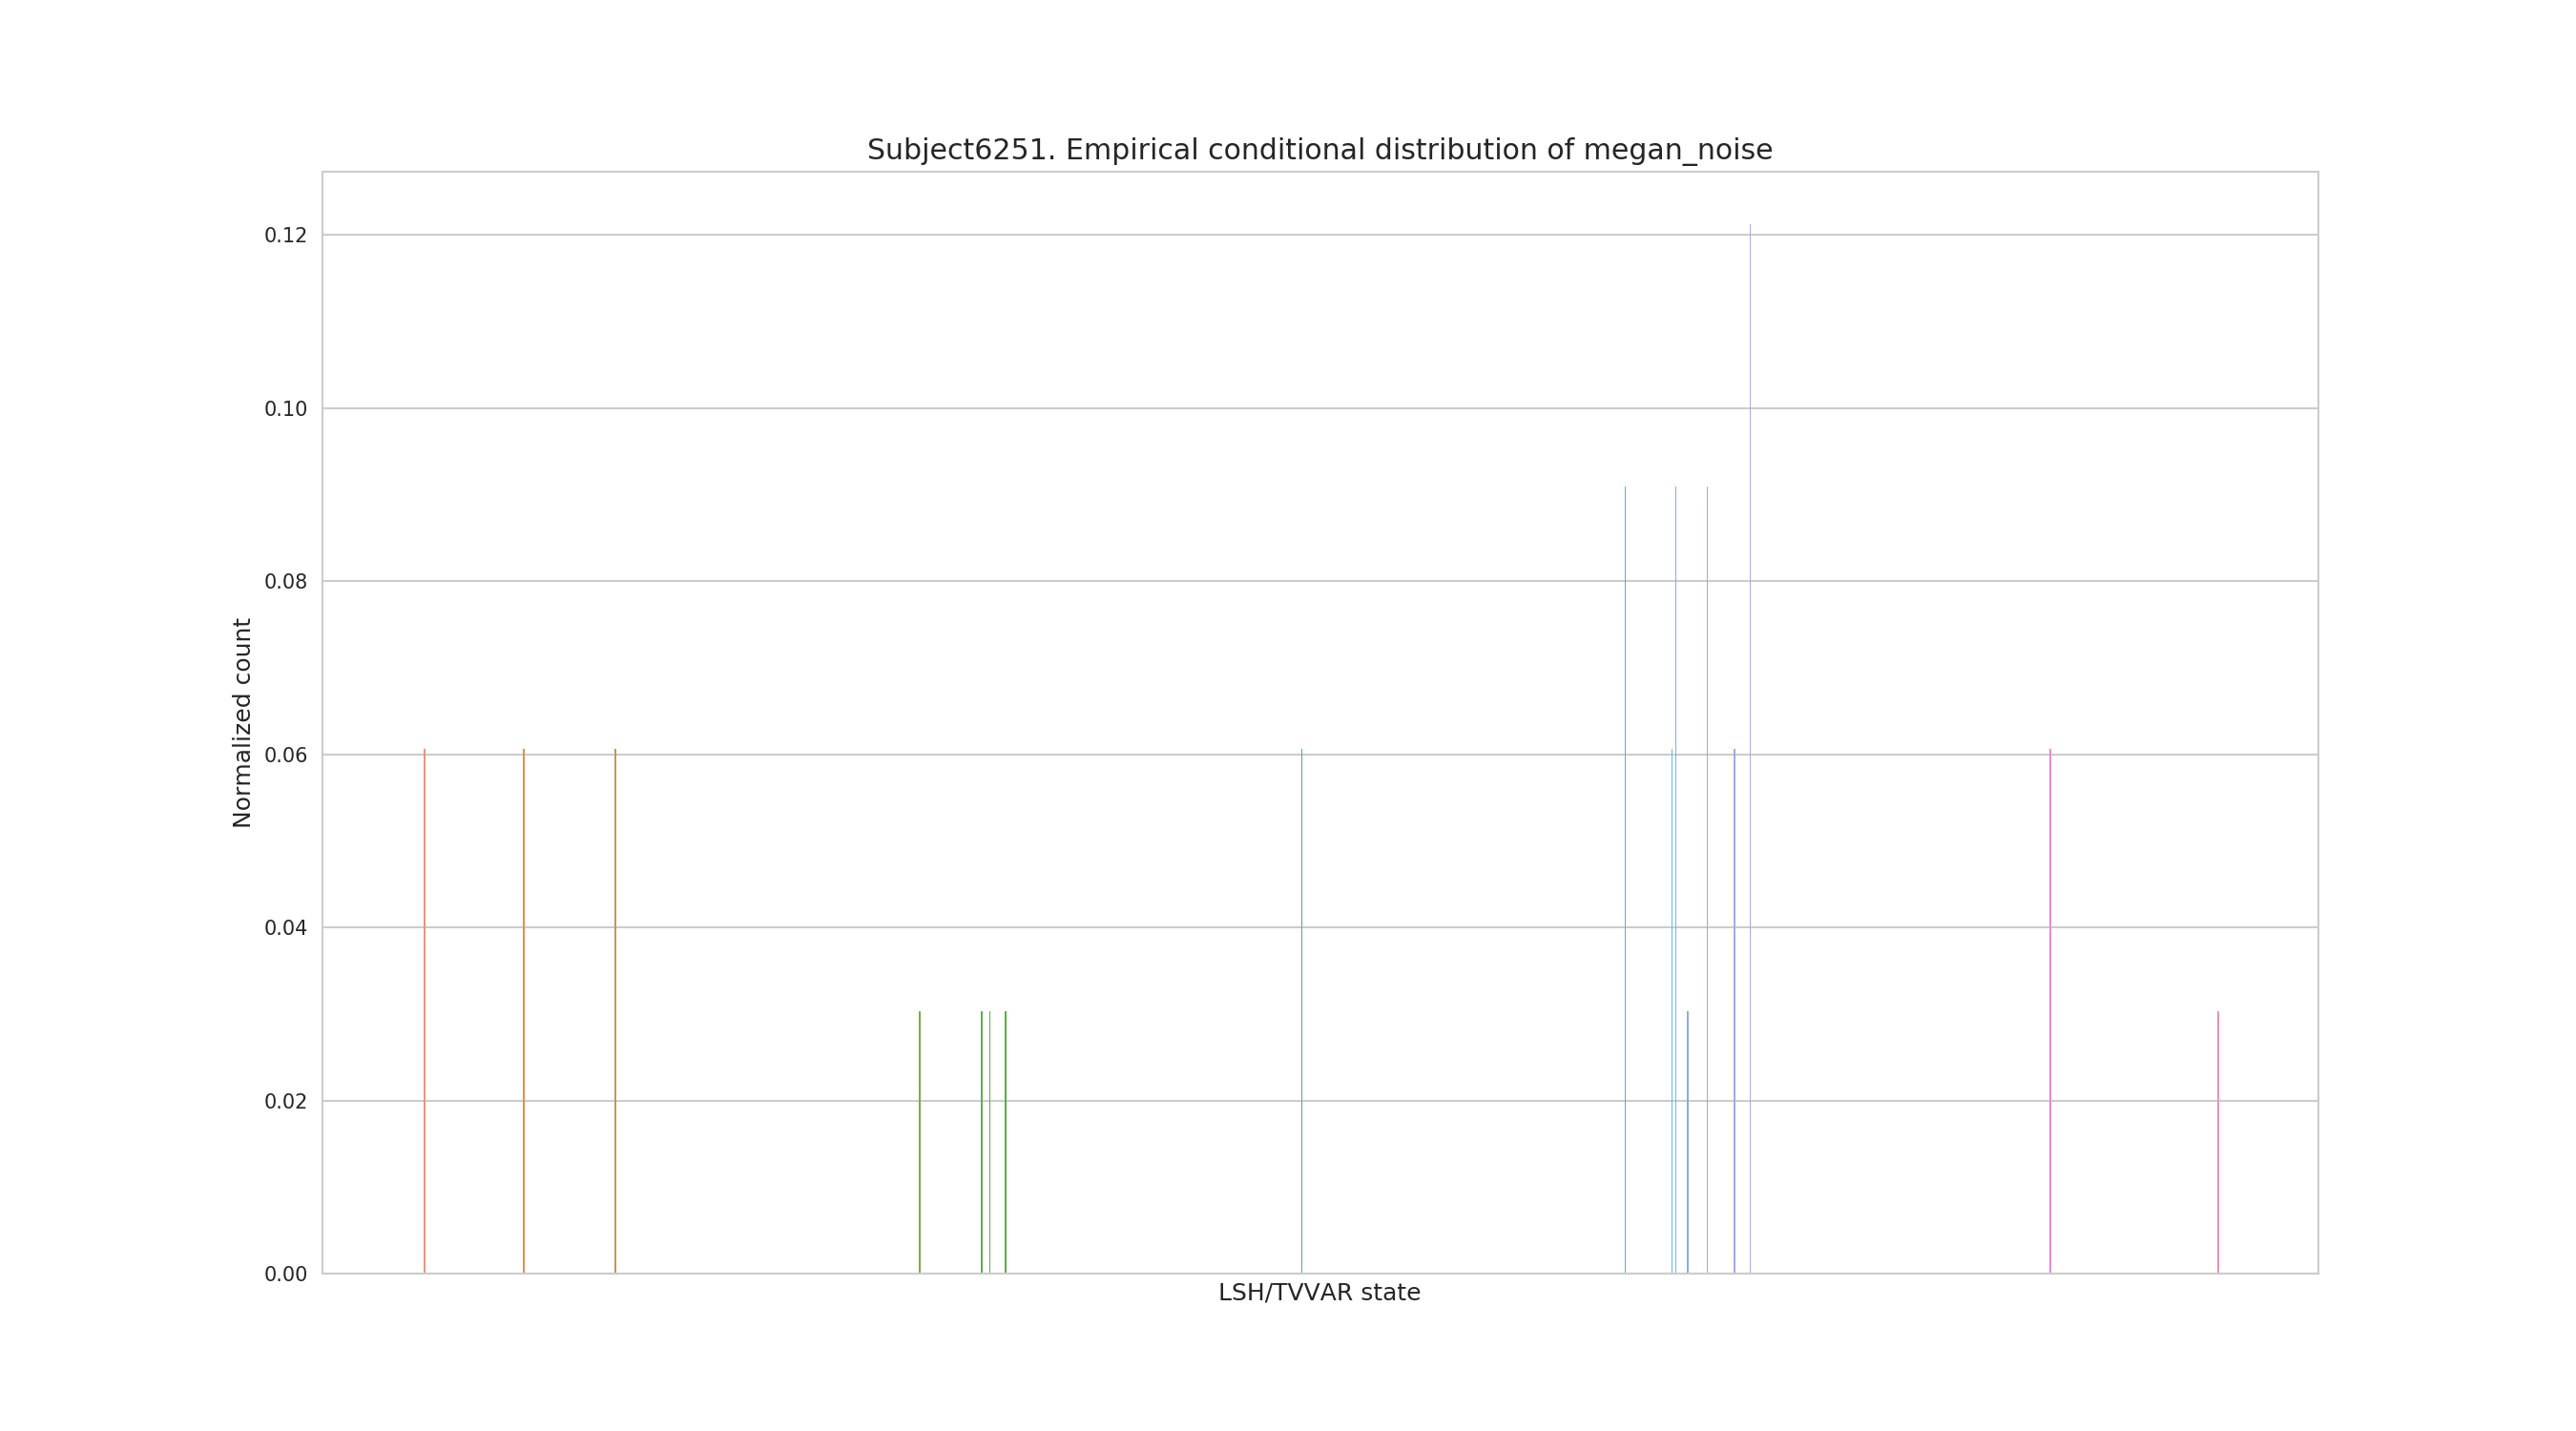 Subject6251. Empirical conditional distribution of megan_noise
0.12
0.10
0.08
0.06
0.04
0.02
0.00
Normalized count
LSH/TVVAR state